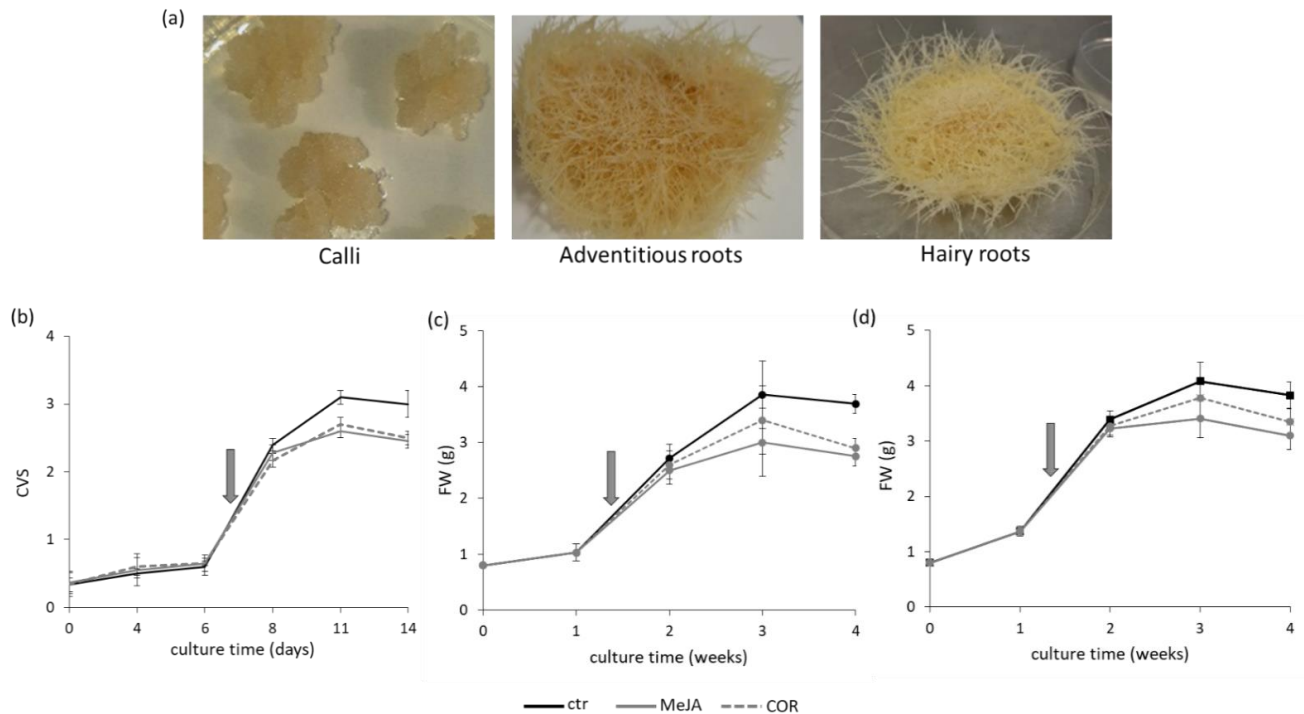 (a)
Calli
Adventitious roots
Hairy roots
(b)
4
3
2
1
0
CVS
0 4 6 8 11 14
culture time (days)
(c)
5
4
3
2
1
0
FW (g)
0 1 2 3 4
culture time (weeks)
(d)
5
4
3
2
1
0
FW (g)
0 1 2 3 4
culture time (weeks)
ctr MeJA COR